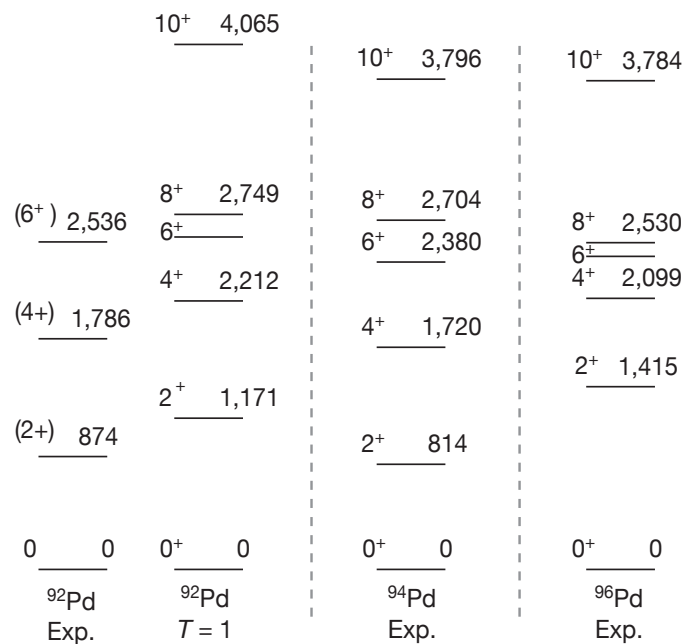 10⁺ 4,065
10⁺ 3,796
10⁺ 3,784
8⁺ 2,749
8⁺ 2,704
(6⁺ ) 2,536
6⁺
6⁺ 2,380
8⁺ 2,530
6⁺
4⁺ 2,212
4⁺ 2,099
(4+) 1,786
4⁺ 1,720
2⁺ 1,171
2⁺ 1,415
(2+) 874
2⁺ 814
0 0
0⁺ 0
0⁺ 0
0⁺ 0
⁹²Pd
Exp.
⁹²Pd
T = 1
⁹⁴Pd
Exp.
⁹⁶Pd
Exp.